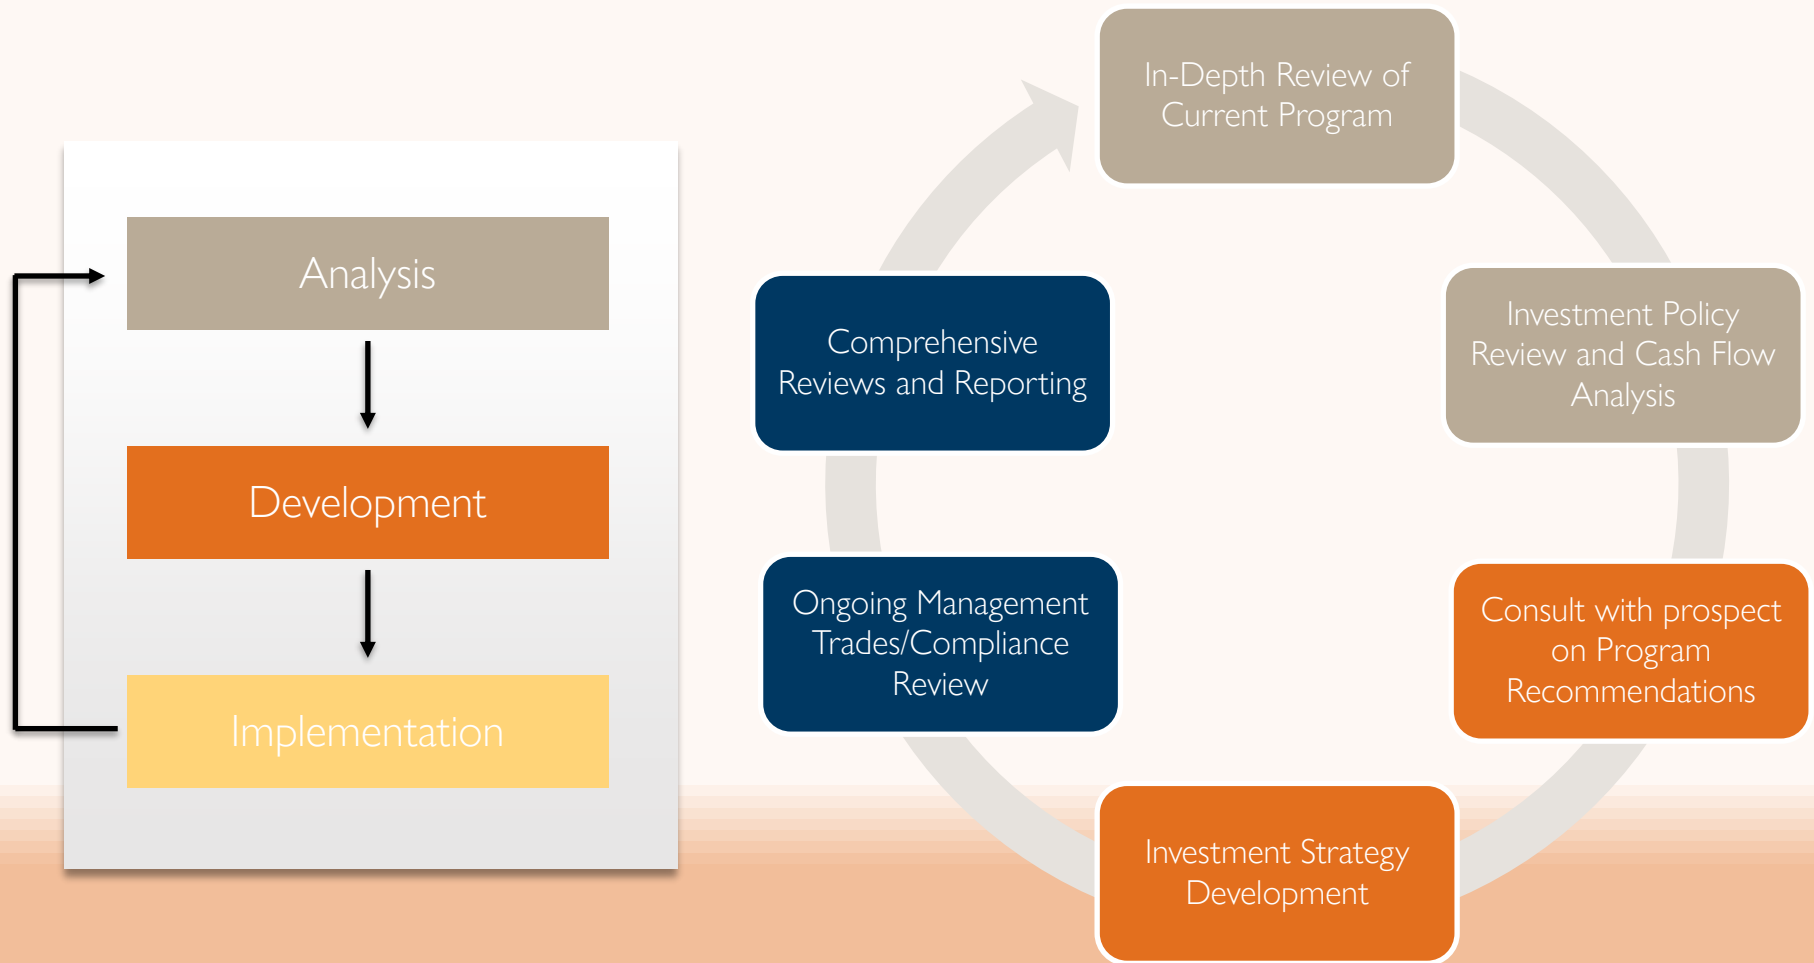 Analysis
Development
Implementation
In-Depth Review of
Current Program
Investment Policy
Review and Cash Flow
Analysis
Consult with prospect
on Program
Recommendations
Investment Strategy
Development
Ongoing Management
Trades/Compliance
Review
Comprehensive
Reviews and Reporting